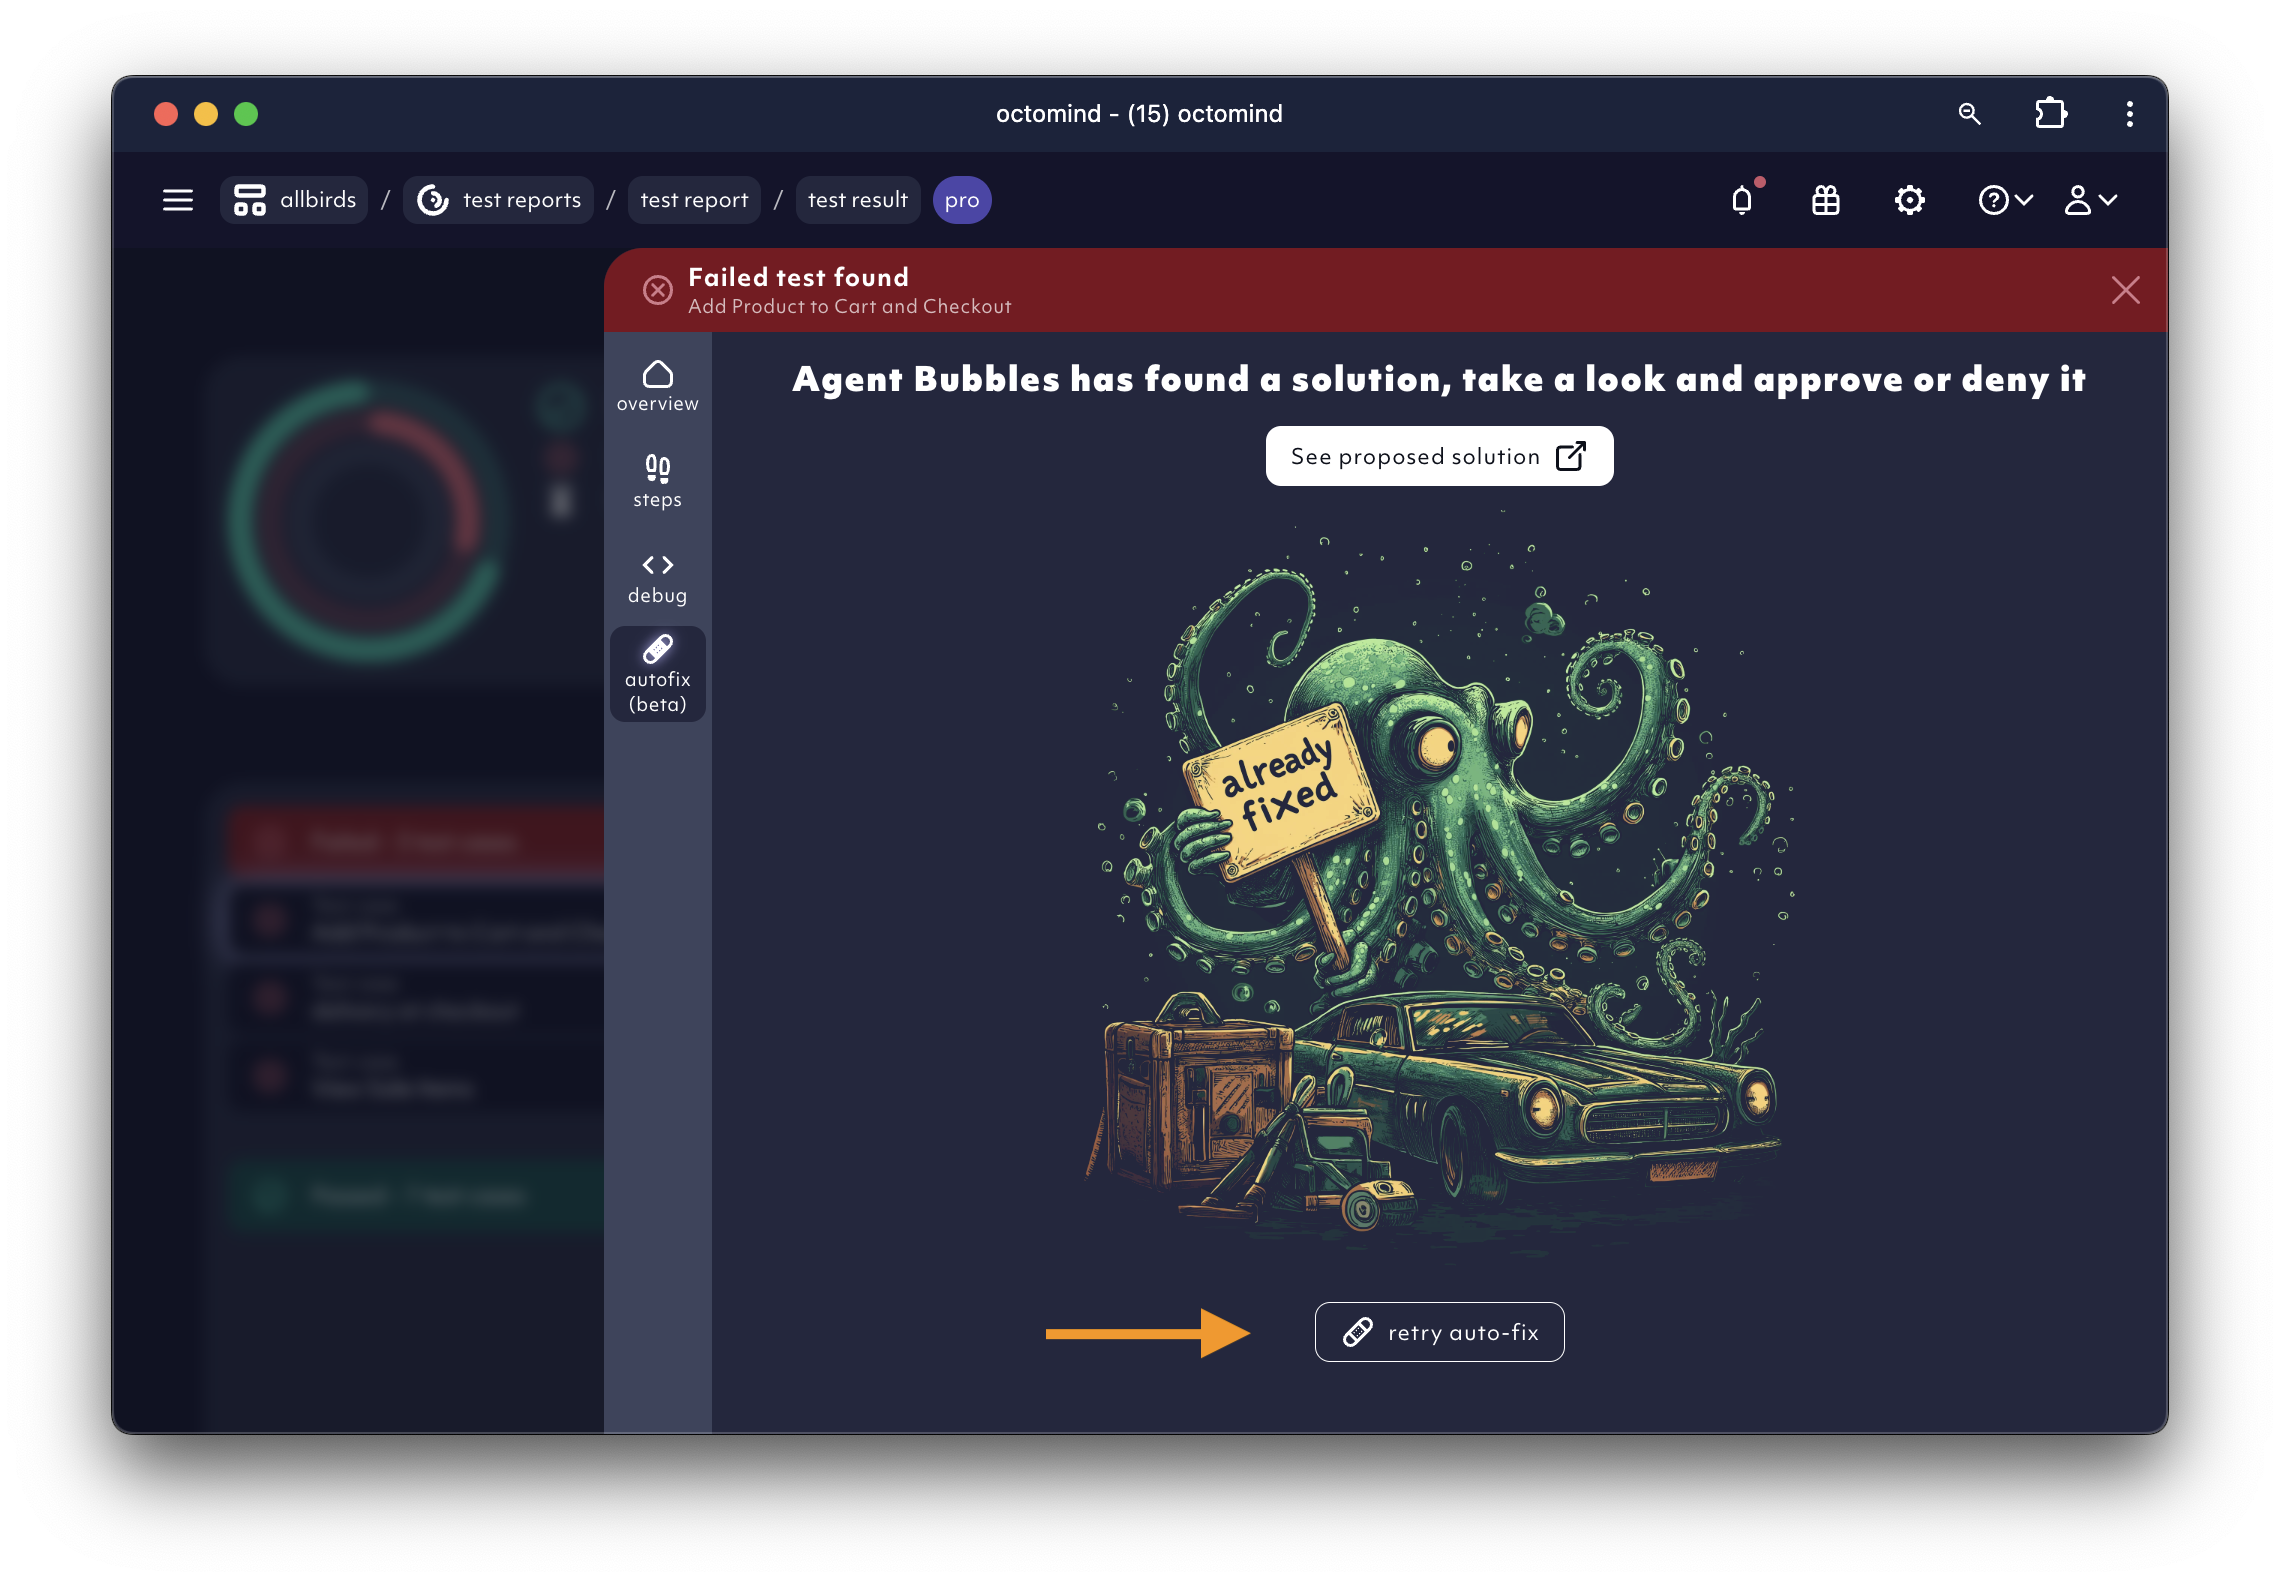 octomind - (15) octomind
allbirds / test reports / test report / test result pro
Failed test found
Add Product to Cart and Checkout
overview
steps
debug
autofix
(beta)
Agent Bubbles has found a solution, take a look and approve or deny it
See proposed solution
already
fixed
retry auto-fix